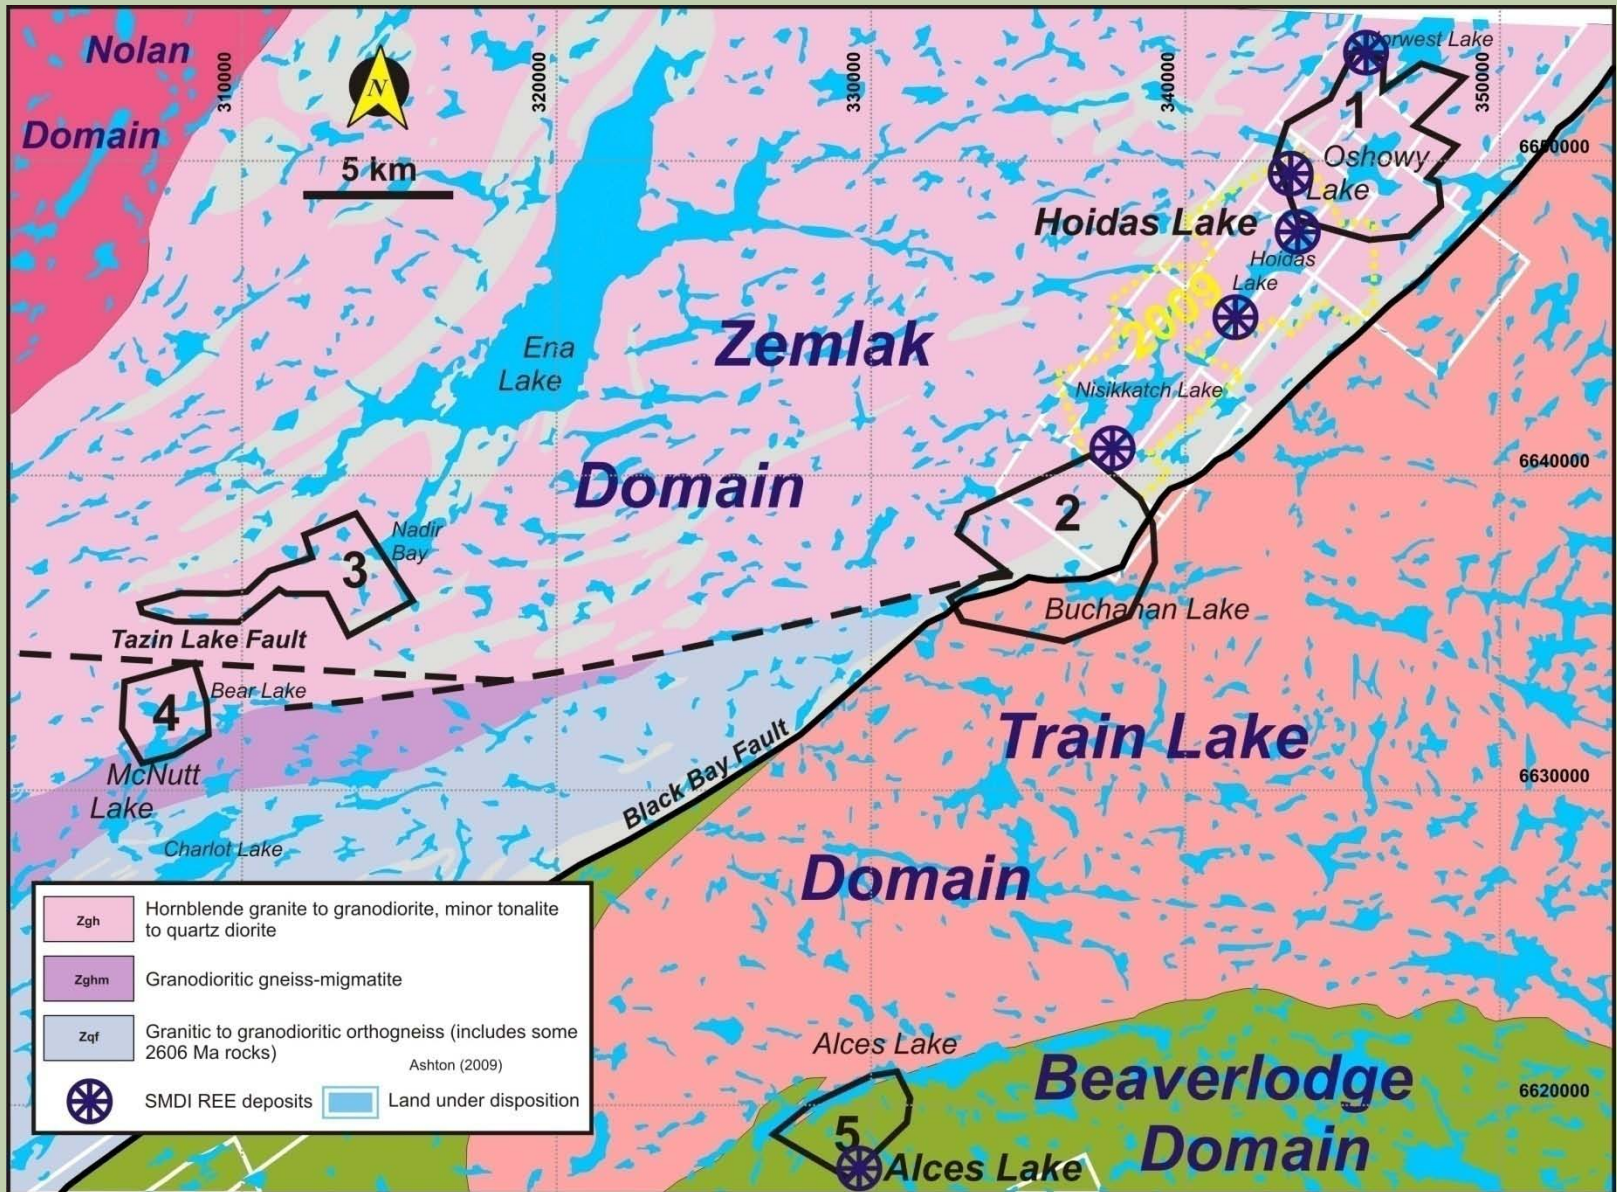 Nolan
Domain
310000
320000
330000
340000
350000
N
5 km
Norwest Lake
1
Oshowy
Lake
6650000
Hoidas Lake
Hoidas
Lake
2009
Zemlak
Domain
Ena
Lake
Nisikkatch Lake
6640000
2
Nadir
Bay
3
Buchanan Lake
Tazin Lake Fault
Bear Lake
4
McNutt
Lake
Charlot Lake
Black Bay Fault
Train Lake
Domain
6630000
Zgh
Hornblende granite to granodiorite, minor tonalite
to quartz diorite
Zghm
Granodioritic gneiss-migmatite
Zqf
Granitic to granodioritic orthogneiss (includes some
2606 Ma rocks)
Ashton (2009)
SMDI REE deposits
Land under disposition
Alces Lake
5
Alces Lake
Beaverlodge
Domain
6620000